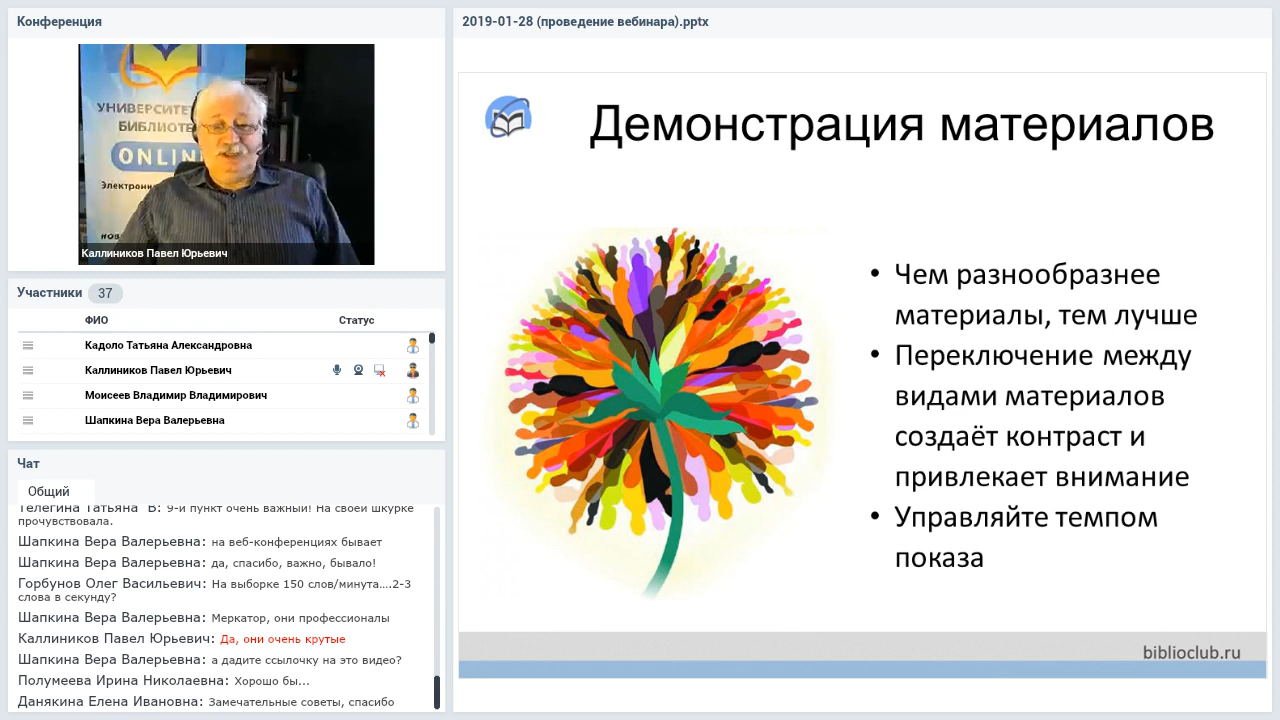 Конференция
УНИВЕРСИТЕ
БИБЛИОТЕ
ONLIN
Электронн
НОВ
Каллиников Павел Юрьевич
Участники 37
ФИО Статус
Кадоло Татьяна Александровна
Каллиников Павел Юрьевич
Моисеев Владимир Владимирович
Шапкина Вера Валерьевна
Чат
Общий
Телегина Татьяна В: 9-й пункт очень важный! На своей шкурке
прочувствовала.
Шапкина Вера Валерьевна: на веб-конференциях бывает
Шапкина Вера Валерьевна: да, спасибо, важно, бывало!
Горбунов Олег Васильевич: На выборке 150 слов/минута....2-3
слова в секунду?
Шапкина Вера Валерьевна: Меркатор, они профессионалы
Каллиников Павел Юрьевич: Да, они очень крутые
Шапкина Вера Валерьевна: а дадите ссылочку на это видео?
Полумеева Ирина Николаевна: Хорошо бы...
Данякина Елена Ивановна: Замечательные советы, спасибо
2019-01-28 (проведение вебинара).pptx
Демонстрация материалов
• Чем разнообразнее
материалы, тем лучше
• Переключение между
видами материалов
создаёт контраст и
привлекает внимание
• Управляйте темпом
показа
biblioclub.ru